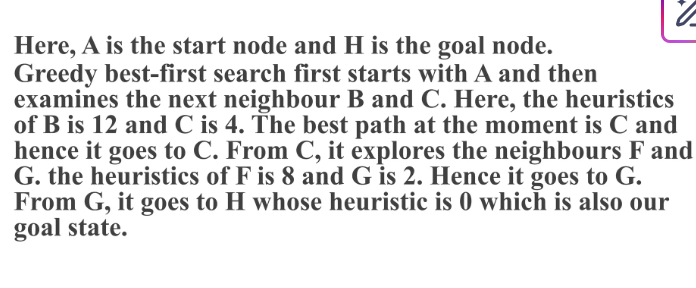 Here, A is the start node and H is the goal node.
Greedy best-first search first starts with A and then
examines the next neighbour B and C. Here, the heuristics
of B is 12 and C is 4. The best path at the moment is C and
hence it goes to C. From C, it explores the neighbours F and
G. the heuristics of F is 8 and G is 2. Hence it goes to G.
From G, it goes to H whose heuristic is 0 which is also our
goal state.